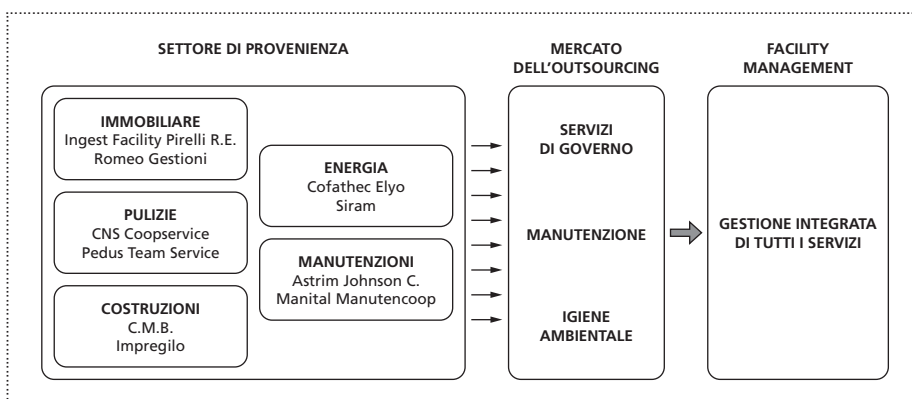 SETTORE DI PROVENIENZA
IMMOBILIARE
Ingest Facility Pirelli R.E.
Romeo Gestioni
PULIZIE
CNS Coopservice
Pedus Team Service
COSTRUZIONI
C.M.B.
Impregilo
ENERGIA
Cofathec Elyo
Siram
MANUTENZIONI
Astrim Johnson C.
Manital Manutencoop
MERCATO
DELL’OUTSOURCING
SERVIZI
DI GOVERNO
MANUTENZIONE
IGIENE
AMBIENTALE
FACILITY
MANAGEMENT
GESTIONE INTEGRATA
DI TUTTI I SERVIZI